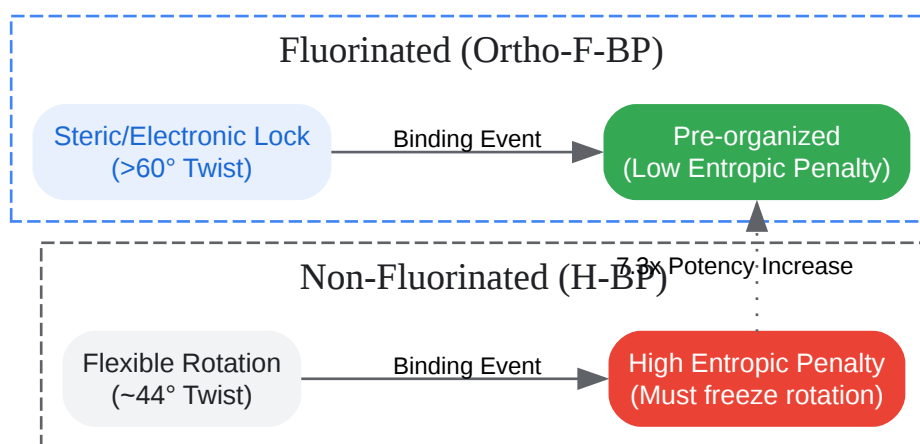 Fluorinated (Ortho-F-BP)
Steric/Electronic Lock
(>60° Twist)
Binding Event
Pre-organized
(Low Entropic Penalty)
Non-Fluorinated (H-BP)
7.3x Potency Increase
Flexible Rotation
(~44° Twist)
Binding Event
High Entropic Penalty
(Must freeze rotation)